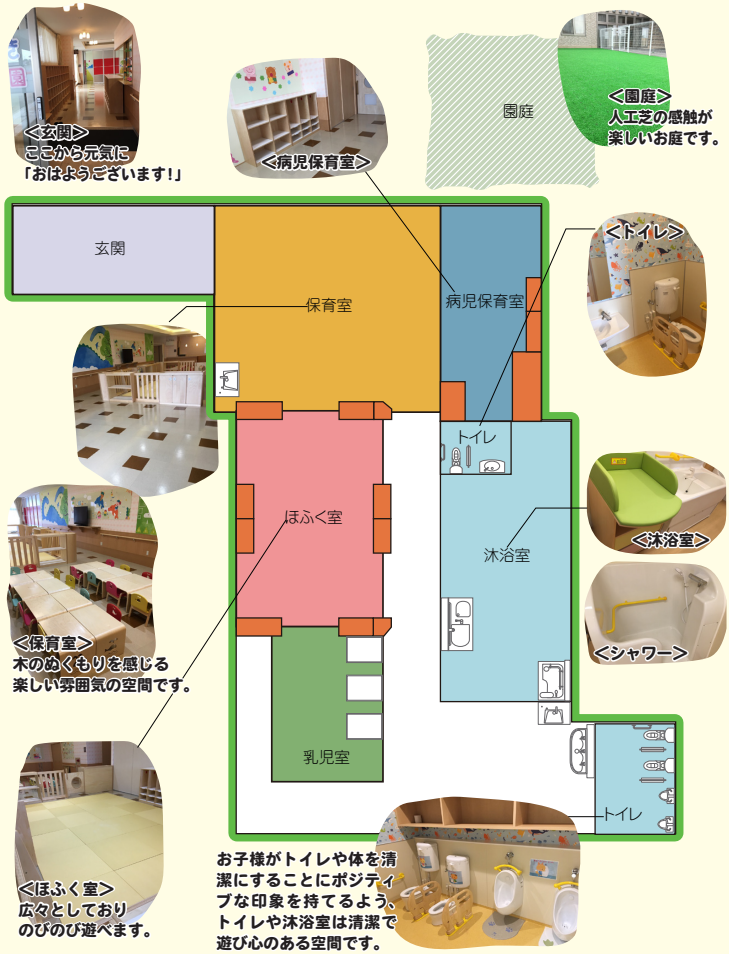 <玄関>
ここから元気に
「おはようございます!」
<病児保育室>
園庭
<園庭>
人工芝の感触が
楽しいお庭です。
玄関
保育室
病児保育室
<トイレ>
トイレ
ほふく室
沐浴室
<沐浴室>
<シャワー>
<保育室>
木のぬくもりを感じる
楽しい雰囲気の空間です。
乳児室
トイレ
<ほふく室>
広々としており
のびのび遊べます。
お子様がトイレや体を清
潔にすることにポジティ
ブな印象を持てるよう、
トイレや沐浴室は清潔で
遊び心のある空間です。